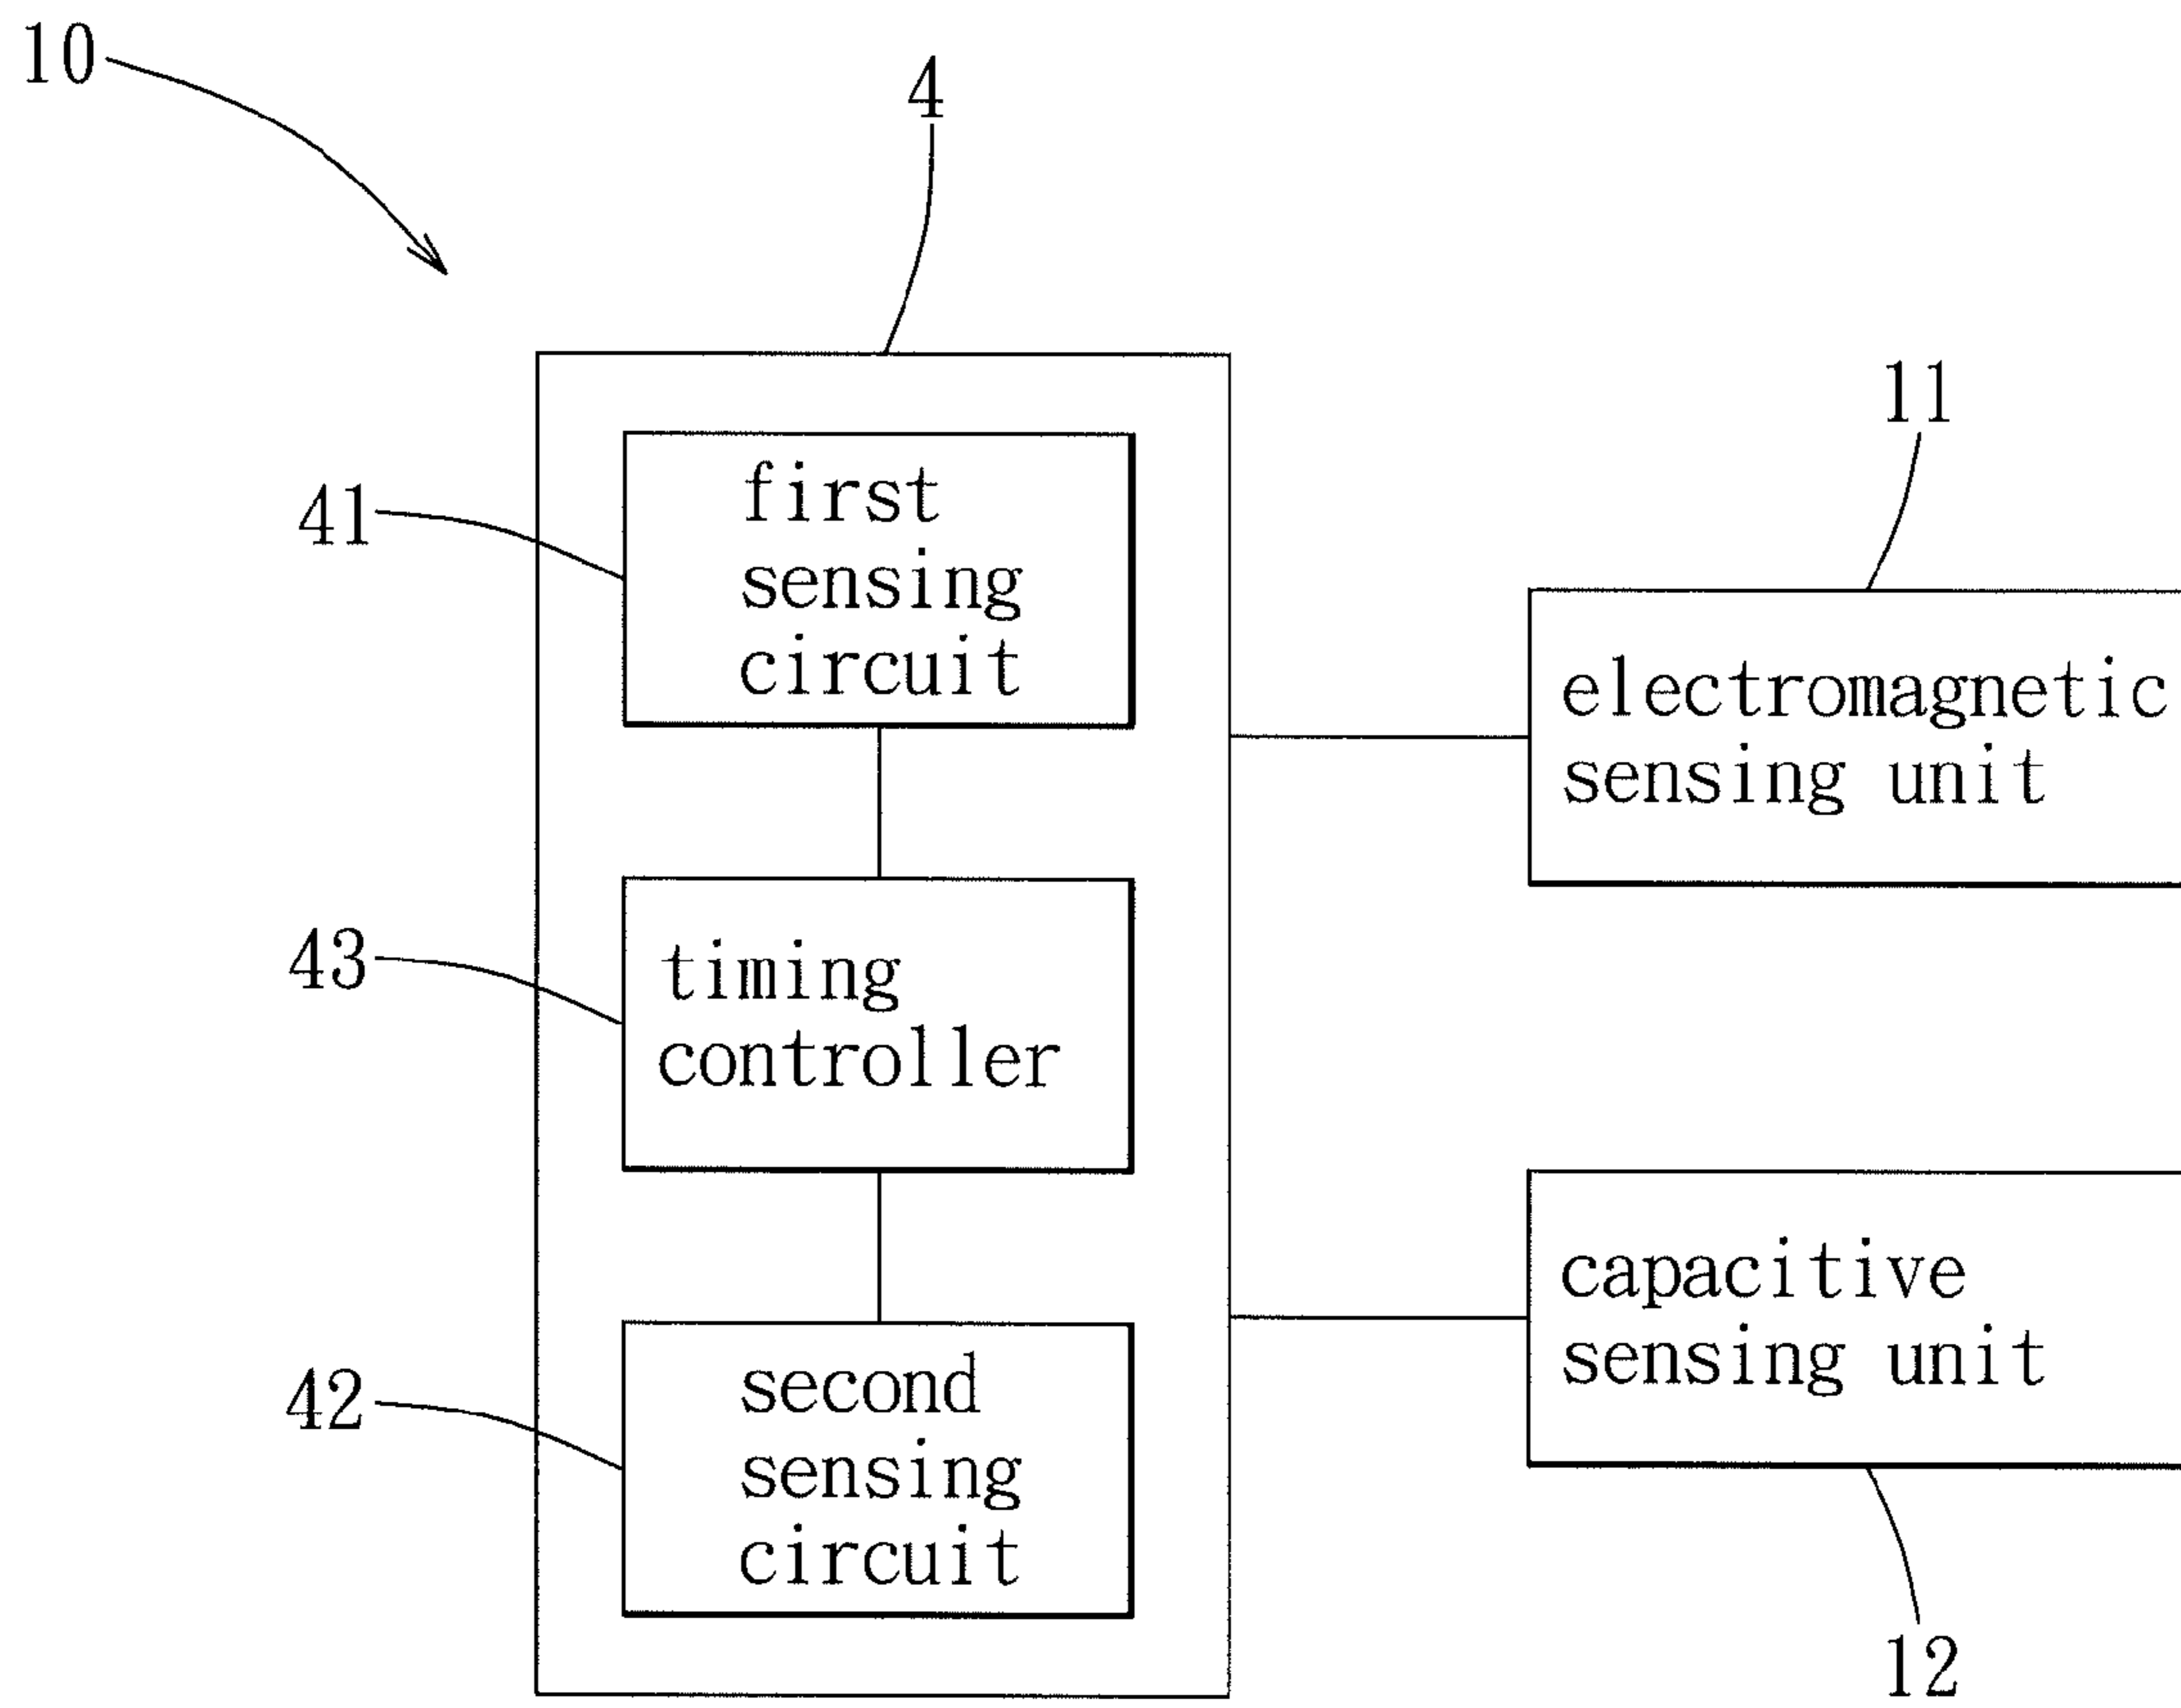 10
4
11
41
first
sensing
circuit
electromagnetic
sensing unit
43
timing
controller
capacitive
sensing unit
42
second
sensing
circuit
12